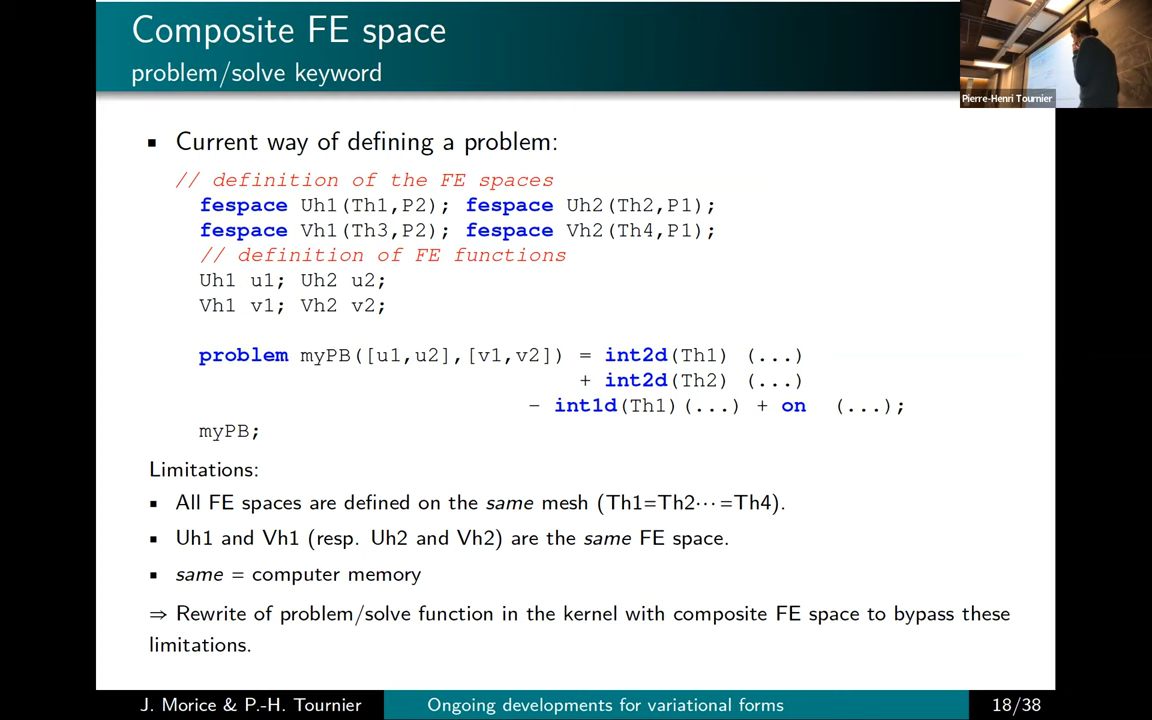 Composite FE space
problem/solve keyword
Pierre-Henri Tournier
▪ Current way of defining a problem:
// definition of the FE spaces
fespace Uh1(Th1,P2); fespace Uh2(Th2,P1);
fespace Vh1(Th3,P2); fespace Vh2(Th4,P1);
// definition of FE functions
Uh1 u1; Uh2 u2;
Vh1 v1; Vh2 v2;
problem myPB([u1,u2],[v1,v2]) = int2d(Th1) (...)
+ int2d(Th2) (...)
- int1d(Th1)(...) + on (...);
myPB;
Limitations:
▪ All FE spaces are defined on the same mesh (Th1=Th2⋯=Th4).
▪ Uh1 and Vh1 (resp. Uh2 and Vh2) are the same FE space.
▪ same = computer memory
⇒ Rewrite of problem/solve function in the kernel with composite FE space to bypass these
limitations.
J. Morice & P.-H. Tournier Ongoing developments for variational forms 18/38